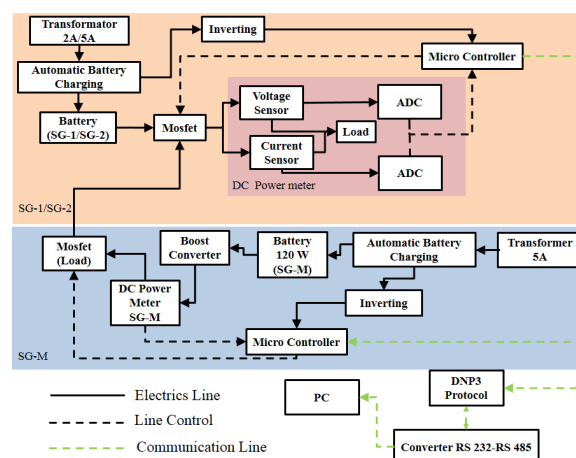 Transformator
2A/5A
Inverting
Micro Controller
Automatic Battery
Charging
Voltage
Sensor
ADC
Battery
(SG-1/SG-2)
Mosfet
Load
Current
Sensor
ADC
DC Power meter
SG-1/SG-2
Mosfet
(Load)
Boost
Converter
Battery
120 W
(SG-M)
Automatic Battery
Charging
Transformer
5A
DC Power
Meter
SG-M
Inverting
Micro Controller
SG-M
Electrics Line
Line Control
Communication Line
PC
DNP3
Protocol
Converter RS 232-RS 485